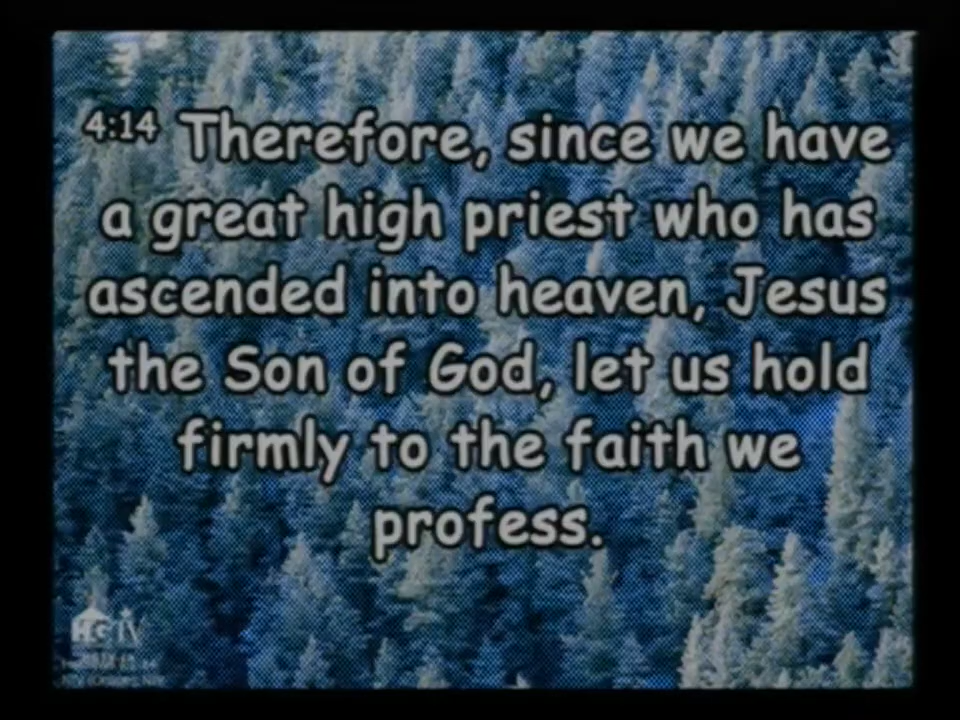 4:14 Therefore, since we have
a great high priest who has
ascended into heaven, Jesus
the Son of God, let us hold
firmly to the faith we
profess.